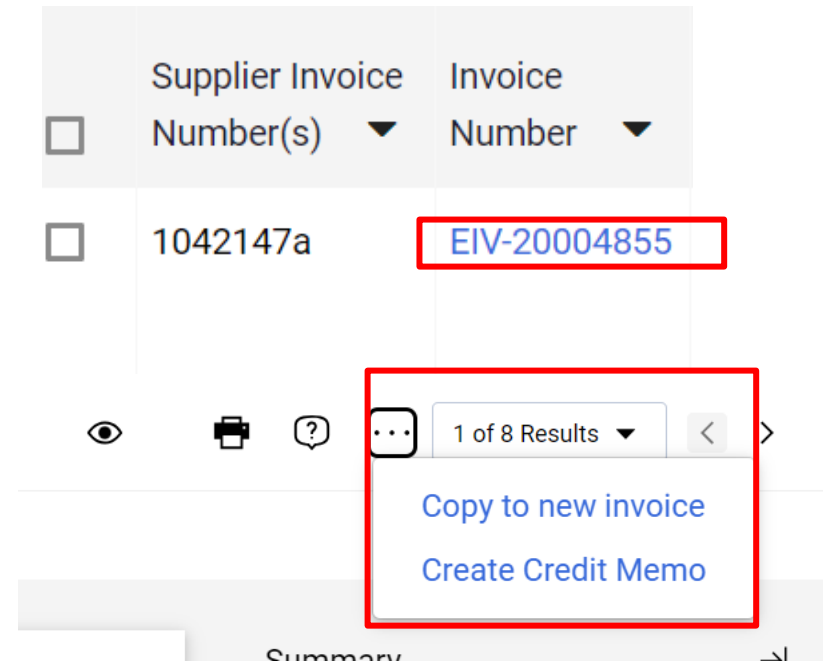 Supplier Invoice Number(s)
Invoice Number
1042147a
EIV-20004855
1 of 8 Results
Copy to new invoice
Create Credit Memo
Summary